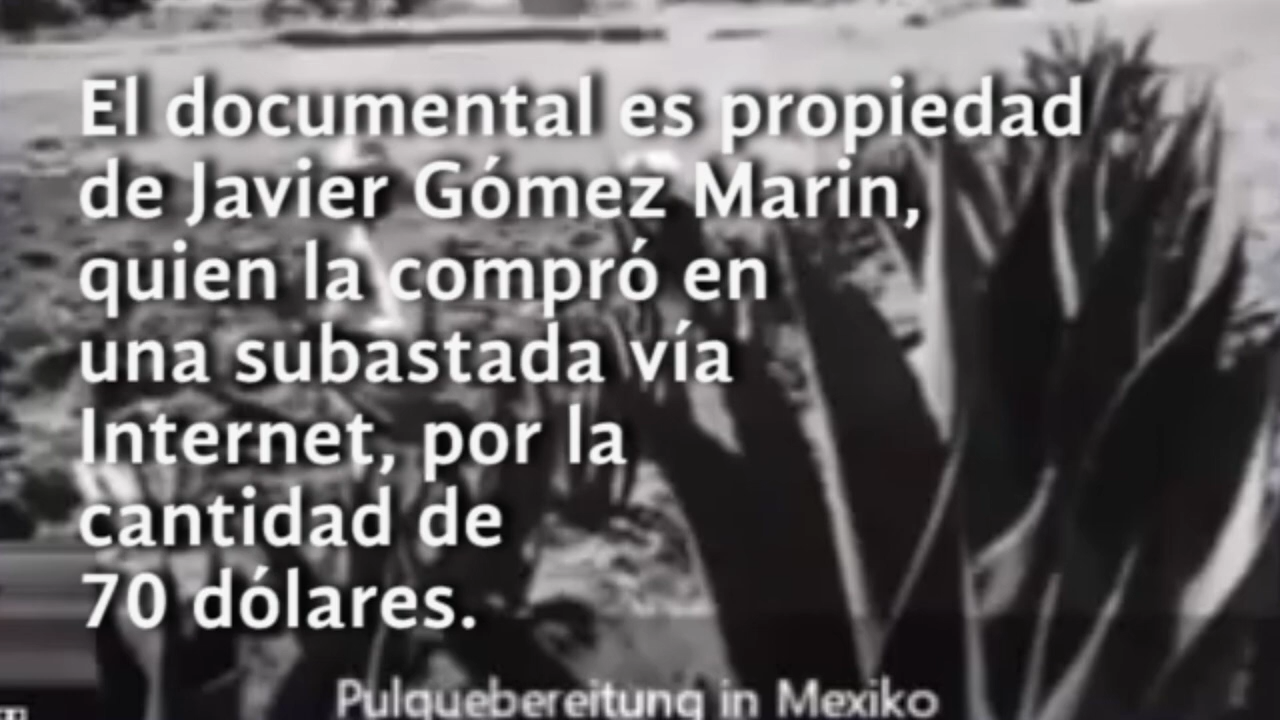 El documental es propiedad
de Javier Gómez Marin,
quien la compró en
una subastada vía
Internet, por la
cantidad de
70 dólares.
Pulquebereitung in Mexiko